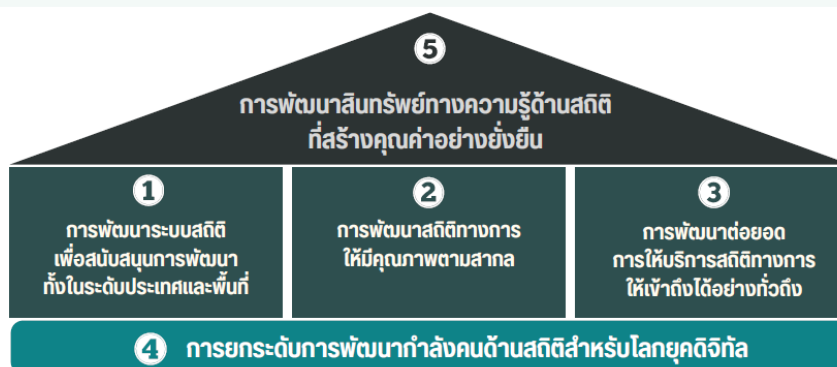 5
การพัฒนาสินทรัพย์ทางความรู้ด้านสถิติ
ที่สร้างคุณค่าอย่างยั่งยืน
1
การพัฒนาระบบสถิติ
เพื่อสนับสนุนการพัฒนา
ทั้งในระดับประเทศและพื้นที่
2
การพัฒนาสถิติทางการ
ให้มีคุณภาพตามสากล
3
การพัฒนาต่อยอด
การให้บริการสถิติทางการ
ให้เข้าถึงได้อย่างทั่วถึง
4 การยกระดับการพัฒนากำลังคนด้านสถิติสำหรับโลกยุคดิจิทัล